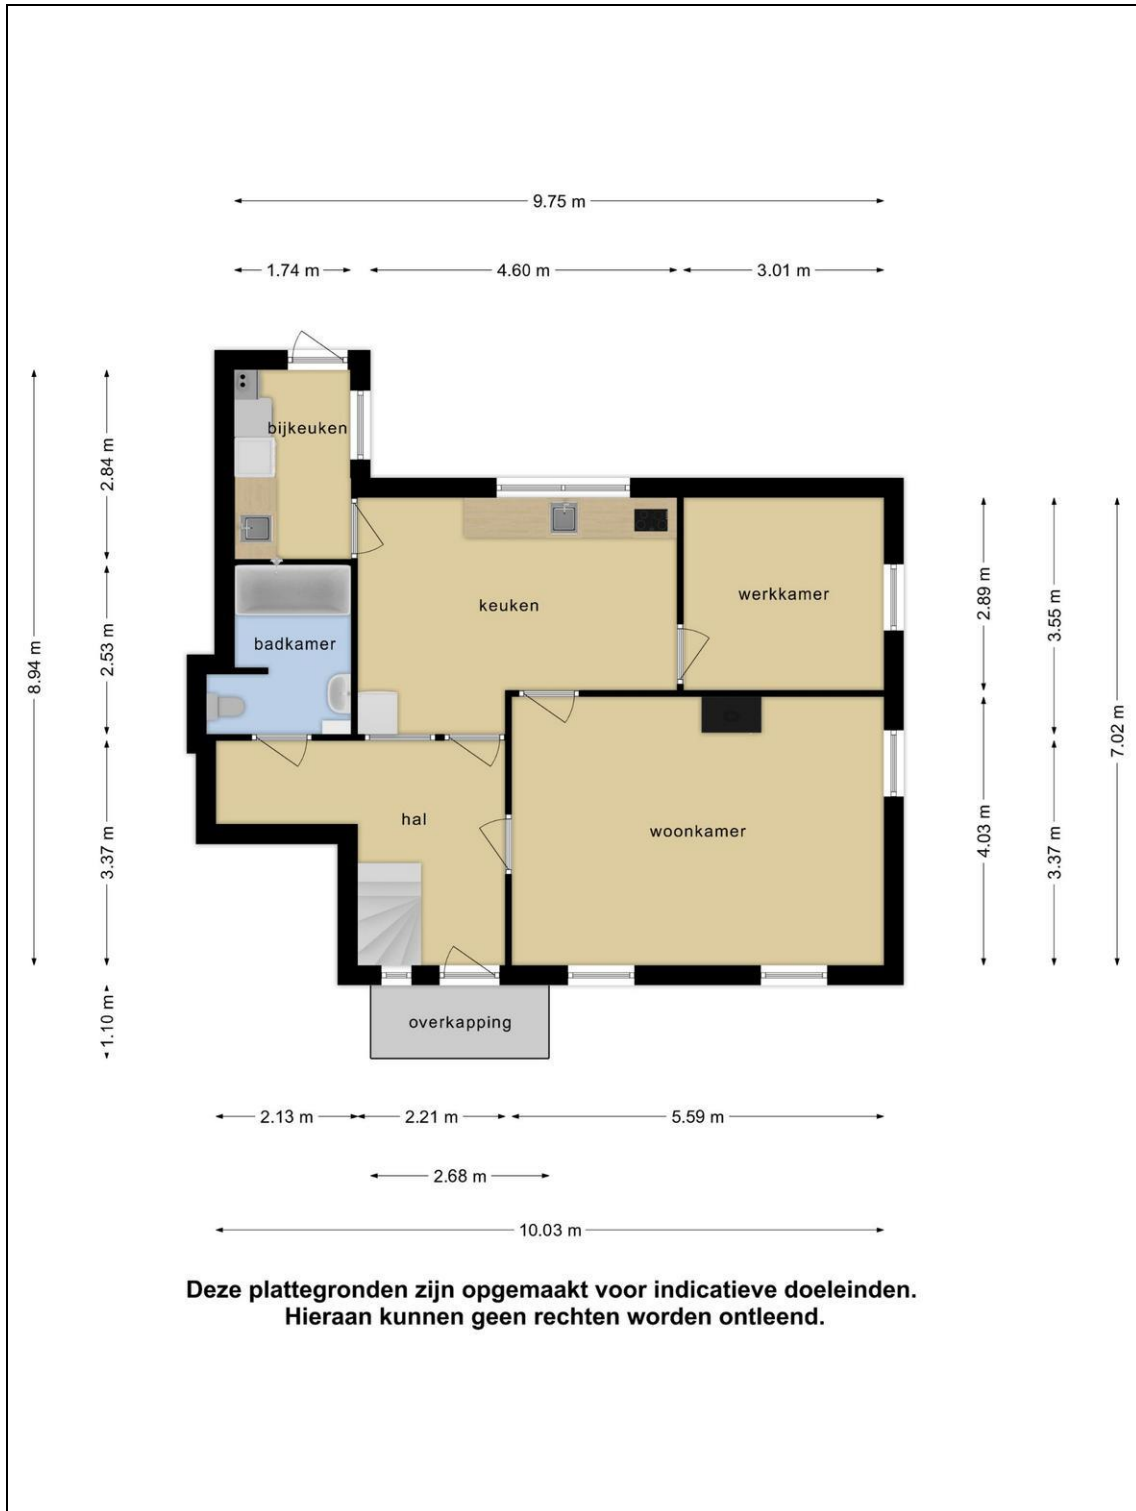 9.75 m
1.74 m
4.60 m
3.01 m
bijkeuken
keuken
werkkamer
badkamer
hal
woonkamer
overkapping
8.94 m
2.84 m
2.53 m
3.37 m
1.10 m
2.89 m
4.03 m
3.55 m
3.37 m
7.02 m
2.13 m
2.21 m
5.59 m
2.68 m
10.03 m
Deze plattegronden zijn opgemaakt voor indicatieve doeleinden.
Hieraan kunnen geen rechten worden ontleend.